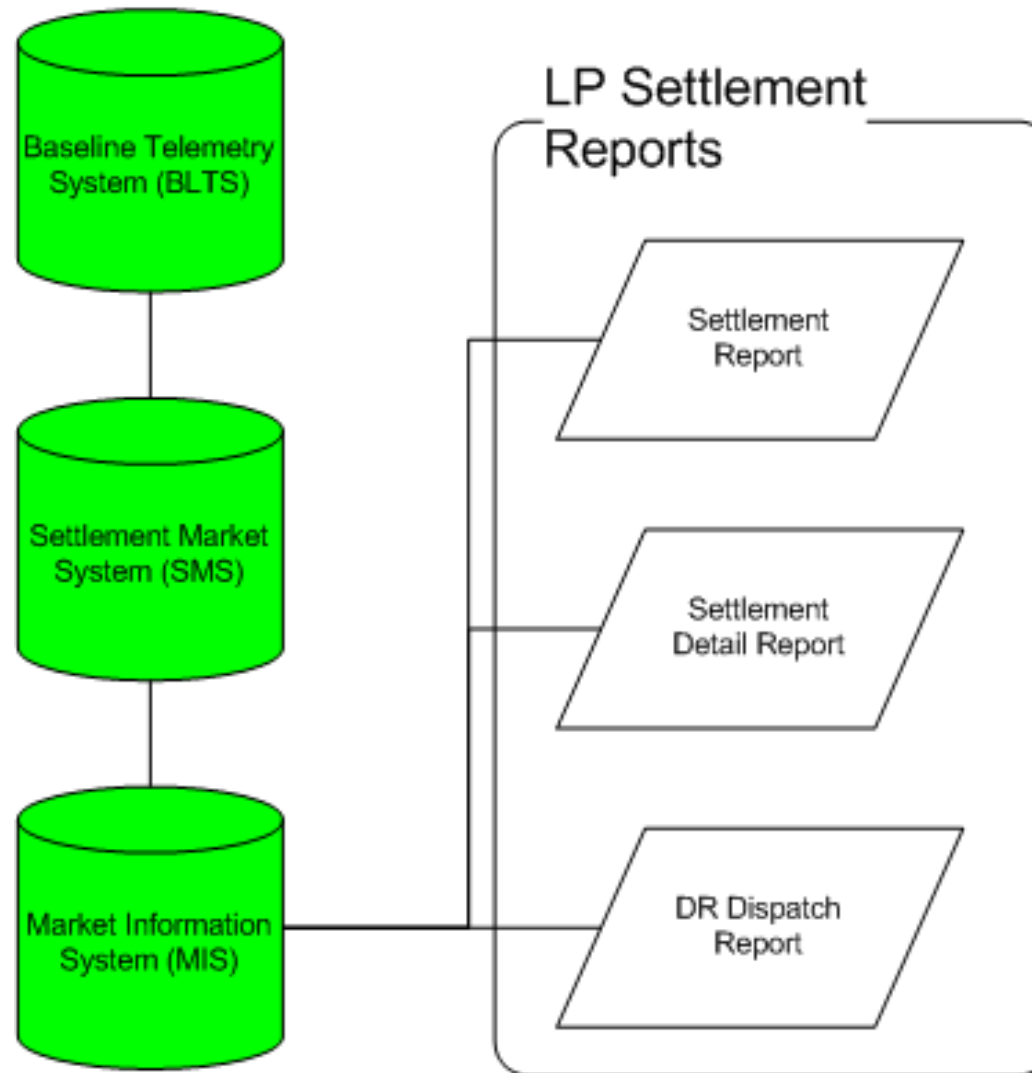 Baseline Telemetry
System (BLTS)
LP Settlement
Reports
Settlement
Report
Settlement Market
System (SMS)
Settlement
Detail Report
Market Information
System (MIS)
DR Dispatch
Report